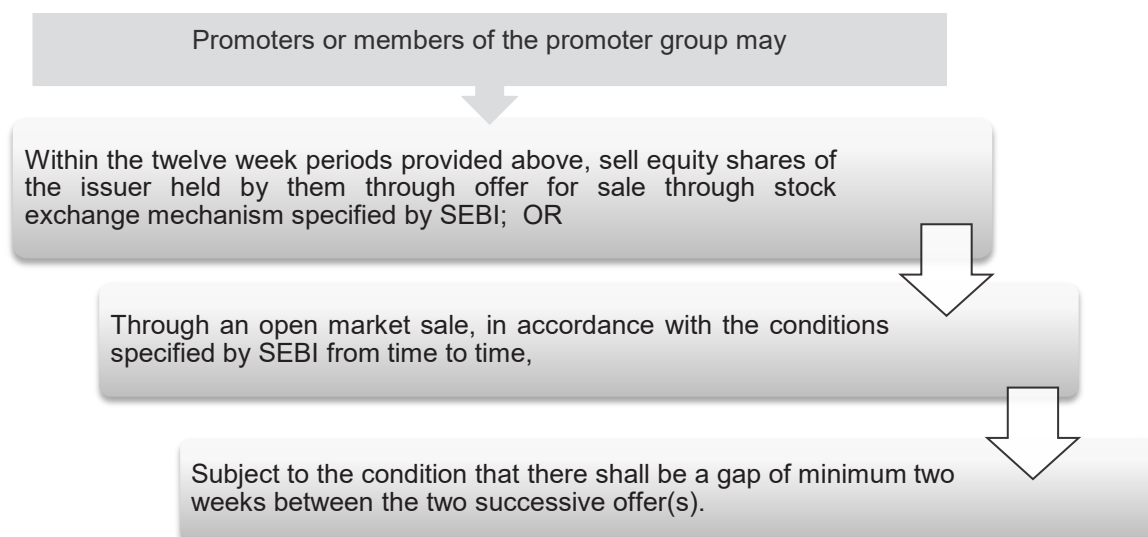 Promoters or members of the promoter group may
Within the twelve week periods provided above, sell equity shares of
the issuer held by them through offer for sale through stock
exchange mechanism specified by SEBI; OR
Through an open market sale, in accordance with the conditions
specified by SEBI from time to time,
Subject to the condition that there shall be a gap of minimum two
weeks between the two successive offer(s).